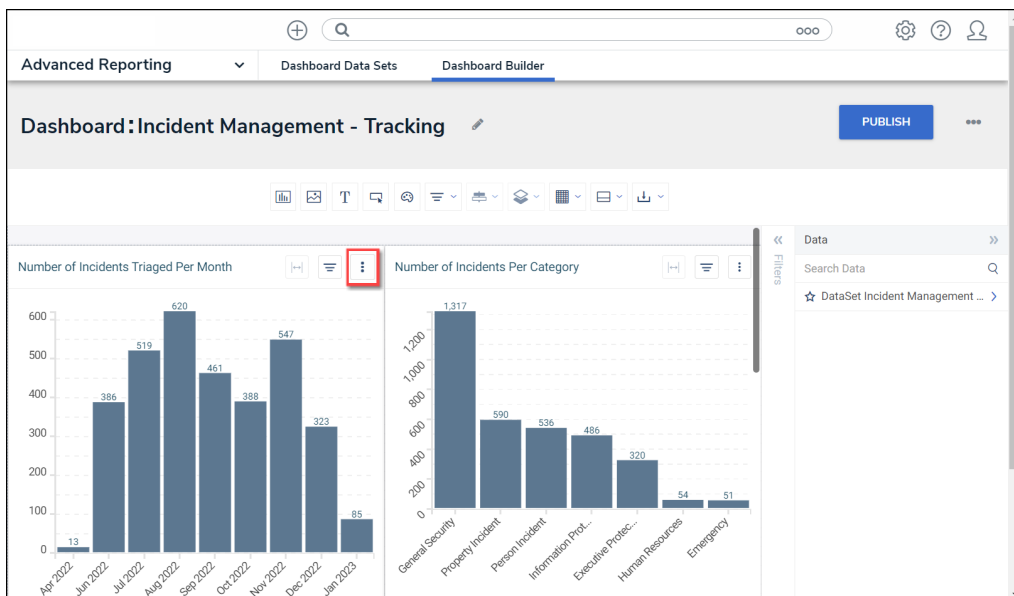 Advanced Reporting
Dashboard Data Sets
Dashboard Builder
Dashboard:Incident Management - Tracking
PUBLISH
T
Number of Incidents Triaged Per Month
600
500
400
300
200
100
0
13
386
519
620
461
388
547
323
85
Apr 2022
Jun 2022
Jul 2022
Aug 2022
Sep 2022
Oct 2022
Nov 2022
Dec 2022
Jan 2023
Number of Incidents Per Category
1,200
1,000
800
600
400
200
0
1,317
590
536
486
320
54
51
General Security
Property Incident
Person Incident
Information Prot...
Executive Protec...
Human Resources
Emergency
Filters
Data
Search Data
DataSet Incident Management ...